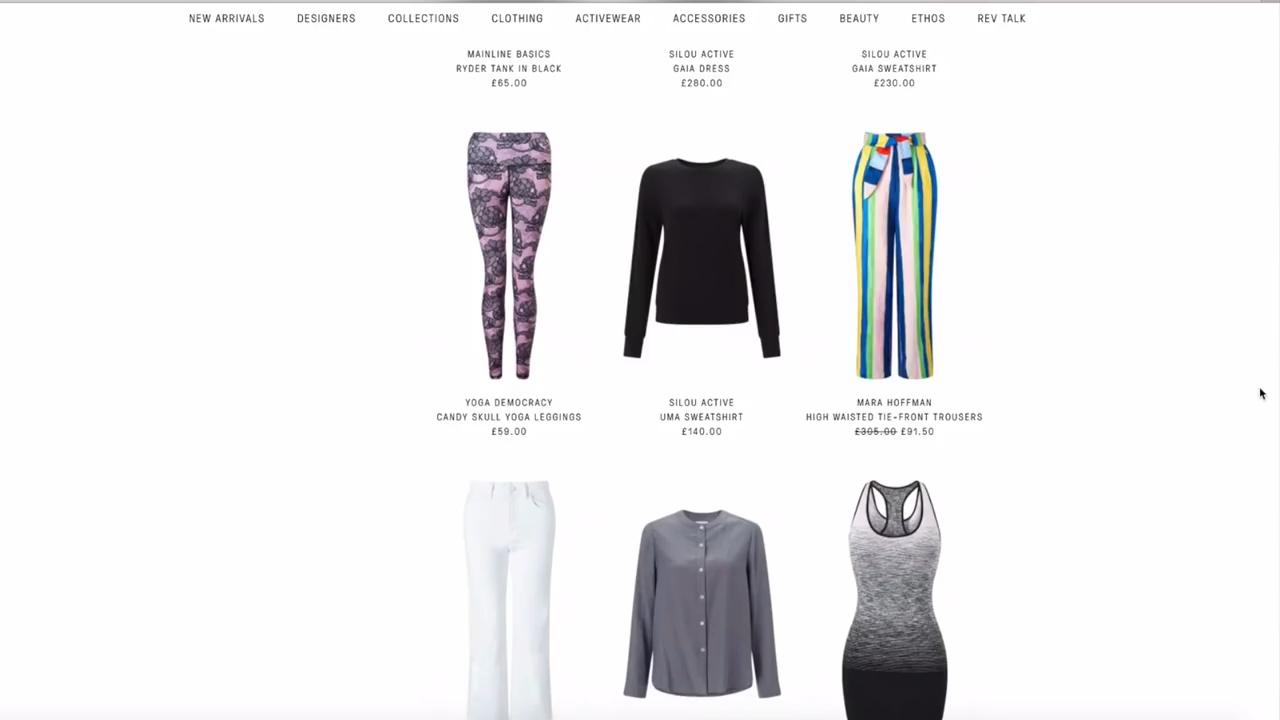 NEW ARRIVALS DESIGNERS COLLECTIONS CLOTHING ACTIVEWEAR ACCESSORIES GIFTS BEAUTY ETHOS REV TALK
MAINLINE BASICS
RYDER TANK IN BLACK
£65.00
SILOU ACTIVE
GAIA DRESS
£280.00
SILOU ACTIVE
GAIA SWEATSHIRT
£230.00
YOGA DEMOCRACY
CANDY SKULL YOGA LEGGINGS
£59.00
SILOU ACTIVE
UMA SWEATSHIRT
£140.00
MARA HOFFMAN
HIGH WAISTED TIE-FRONT TROUSERS
£305.00 £91.50